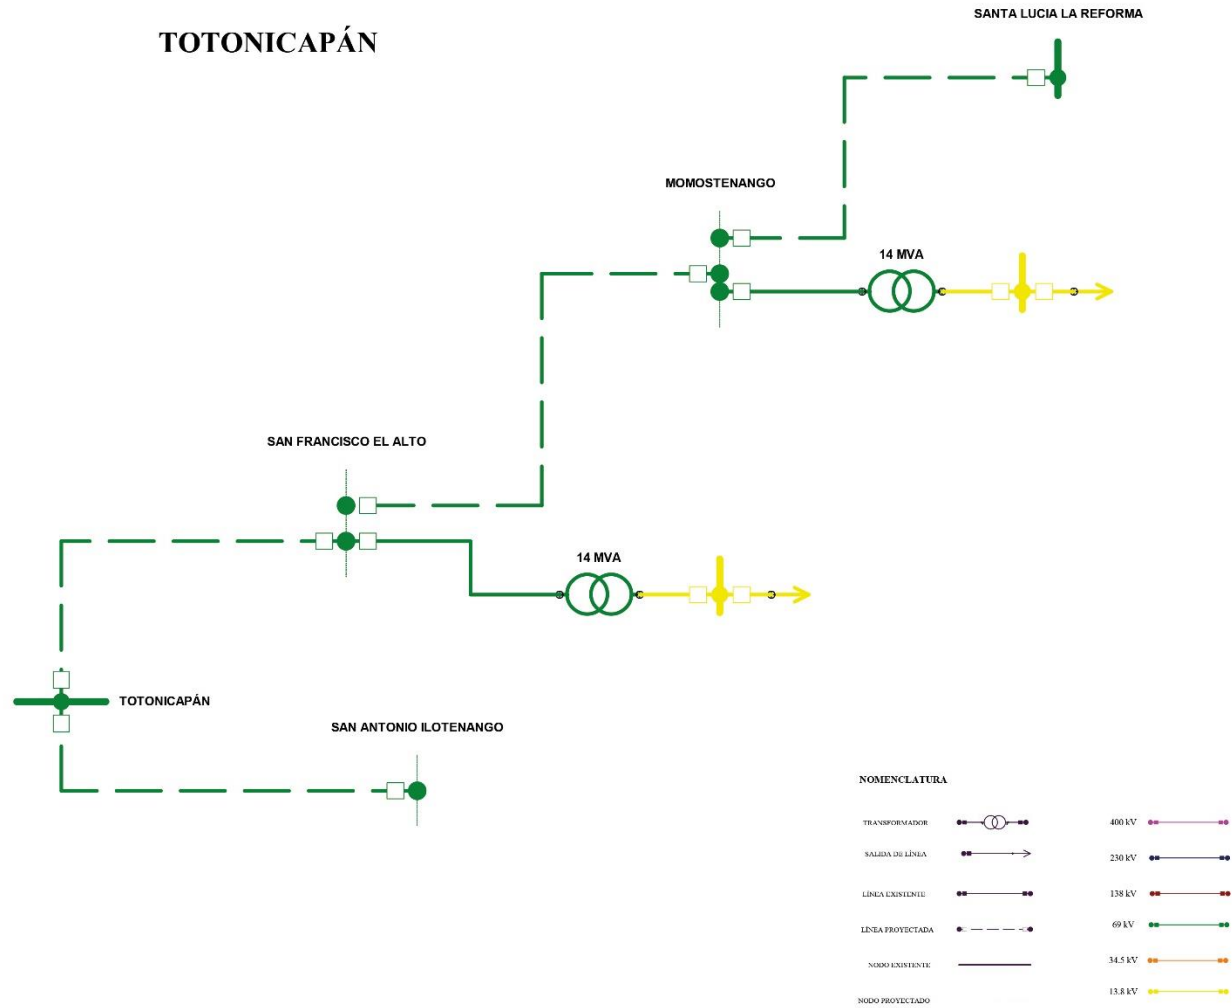 SANTA LUCIA LA REFORMA
TOTONICAPÁN
MOMOSTENANGO
14 MVA
SAN FRANCISCO EL ALTO
14 MVA
TOTONICAPÁN
SAN ANTONIO ILOTENANGO
NOMENCLATURA
TRANSFORMADOR
400 kV
SALIDA DE LÍNEA
230 kV
LÍNEA EXISTENTE
138 kV
LÍNEA PROYECTADA
69 kV
NODO EXISTENTE
34.5 kV
13.8 kV
NODO PROYECTADO